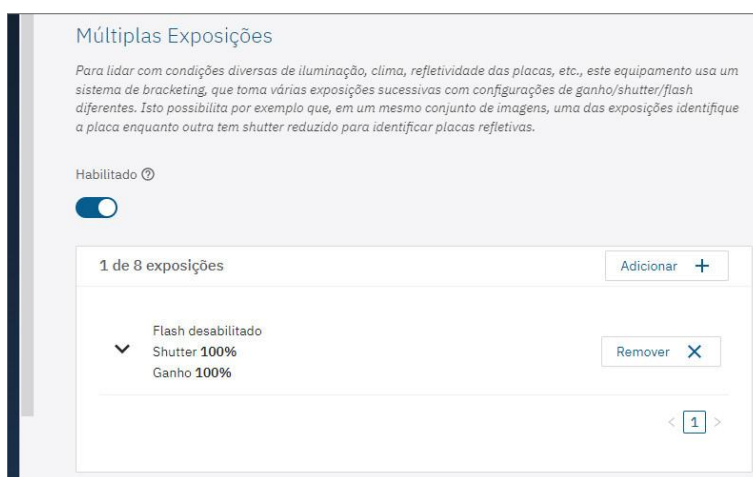 Múltiplas Exposições
Para lidar com condições diversas de iluminação, clima, refletividade das placas, etc., este equipamento usa um
sistema de bracketing, que toma várias exposições sucessivas com configurações de ganho/shutter/flash
diferentes. Isto possibilita por exemplo que, em um mesmo conjunto de imagens, uma das exposições identifique
a placa enquanto outra tem shutter reduzido para identificar placas refletivas.
Habilitado
1 de 8 exposições
Adicionar +
Flash desabilitado
Shutter 100%
Ganho 100%
Remover
< 1 >